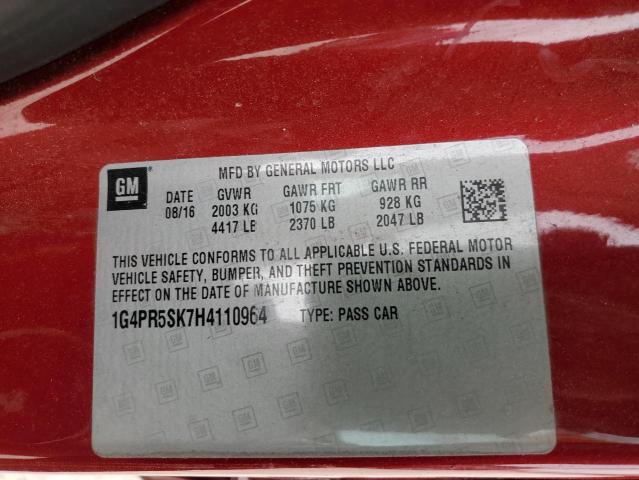 MFD BY GENERAL MOTORS LLC
GM
DATE GVWR GAWR FRT GAWR RR
08/16 2003 KG 1075 KG 928 KG
4417 LB 2370 LB 2047 LB
THIS VEHICLE CONFORMS TO ALL APPLICABLE U.S. FEDERAL MOTOR
VEHICLE SAFETY, BUMPER, AND THEFT PREVENTION STANDARDS IN
EFFECT ON THE DATE OF MANUFACTURE SHOWN ABOVE.
1G4PR5SK7H4110964 TYPE: PASS CAR